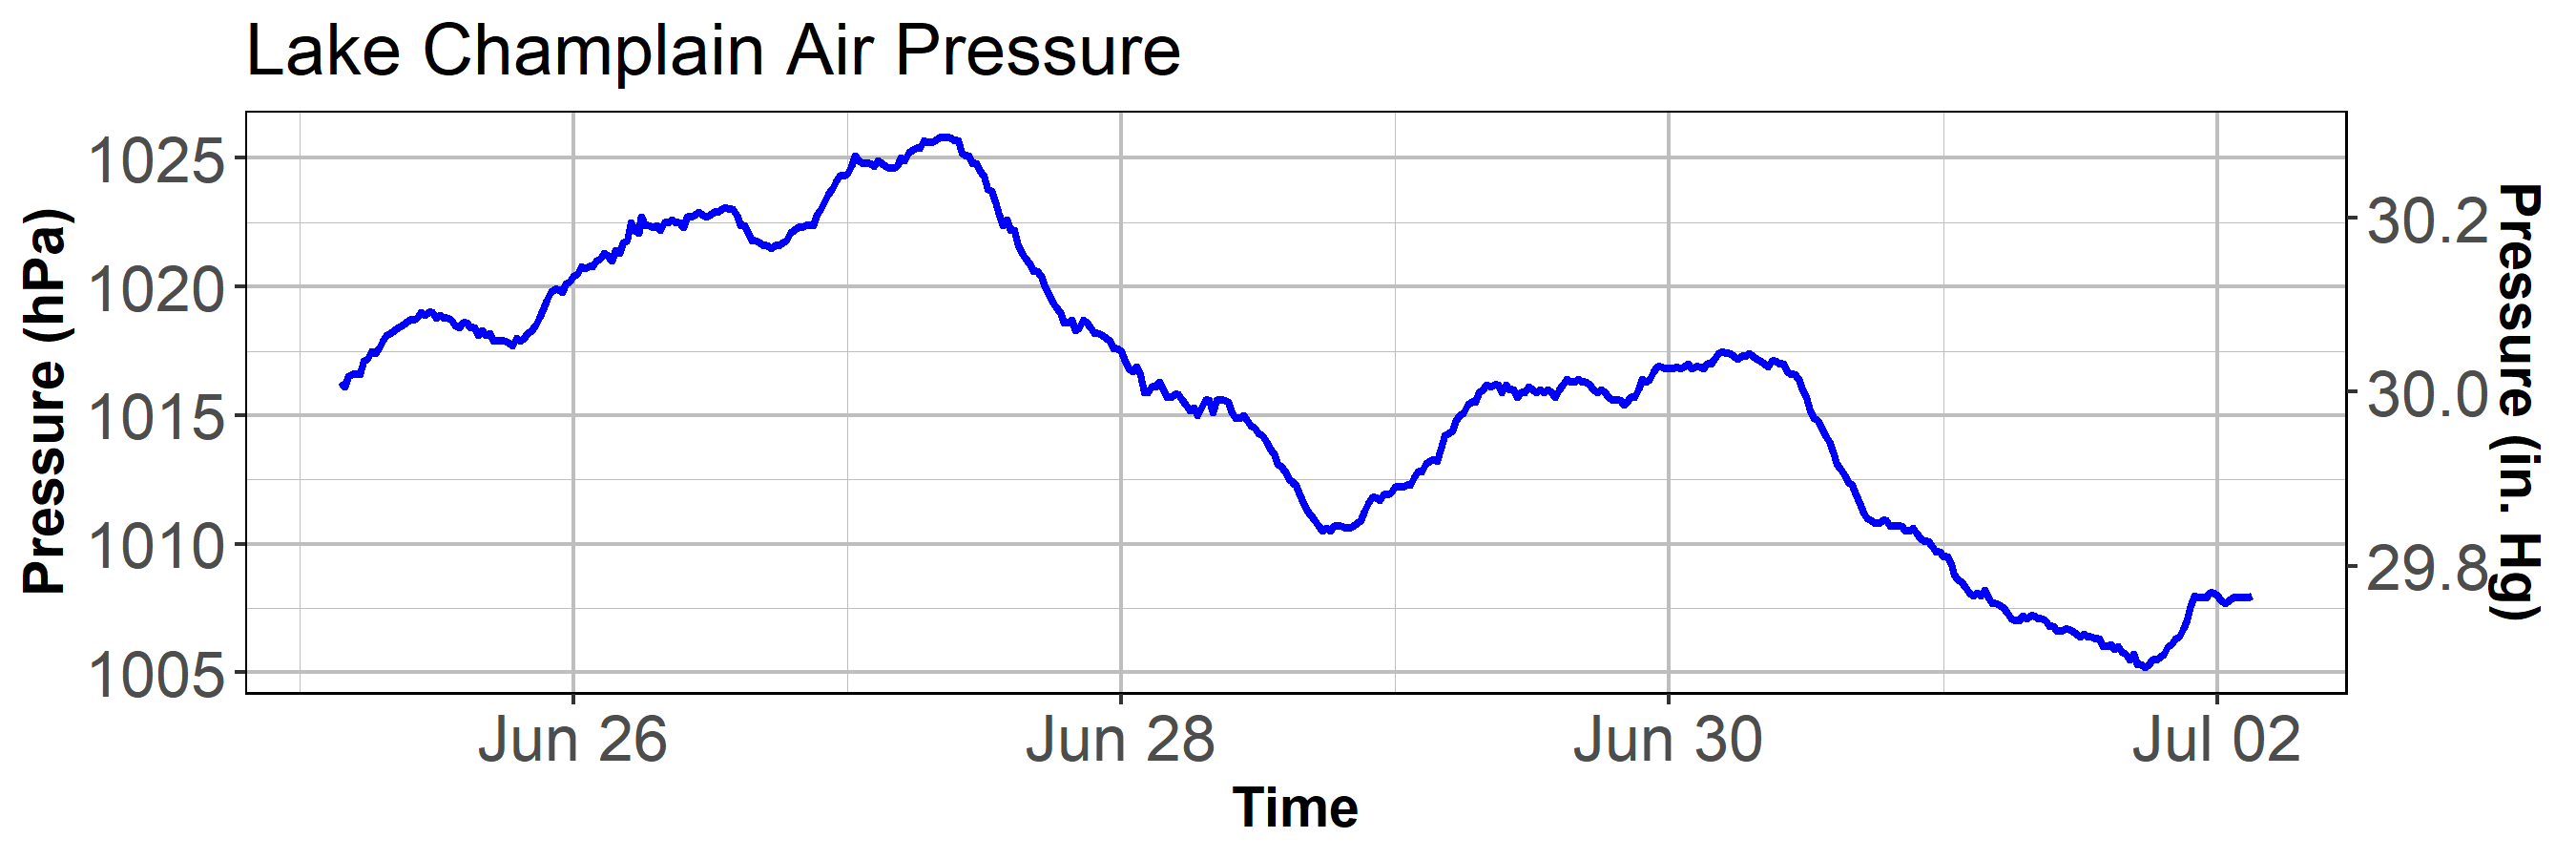 Lake Champlain Air Pressure
Pressure (hPa)
1025
1020
1015
1010
1005
30.2
30.0
29.8
Pressure (in. Hg)
Jun 26
Jun 28
Jun 30
Jul 02
Time